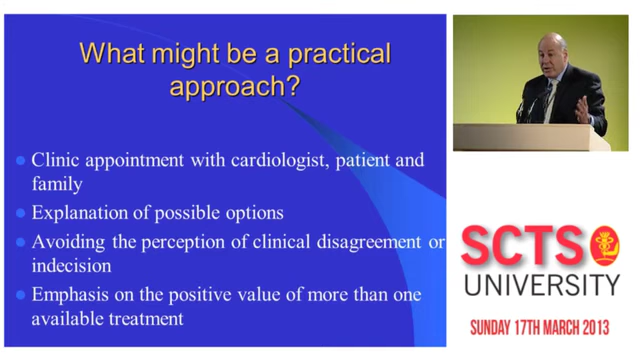 What might be a practical
approach?
Clinic appointment with cardiologist, patient and
family
Explanation of possible options
Avoiding the perception of clinical disagreement or
indecision
Emphasis on the positive value of more than one
available treatment
SCTS
UNIVERSITY
SUNDAY 17TH MARCH 2013